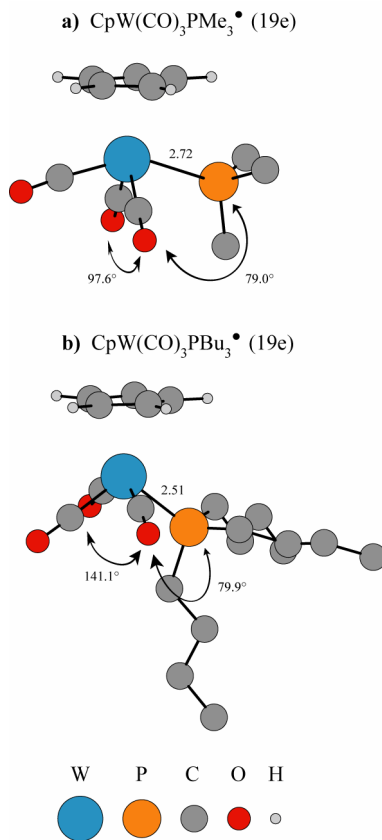 a) CpW(CO)₃PMe₃• (19e)
2.72
97.6°
79.0°
b) CpW(CO)₃PBu₃• (19e)
2.51
141.1°
79.9°
W P C O H